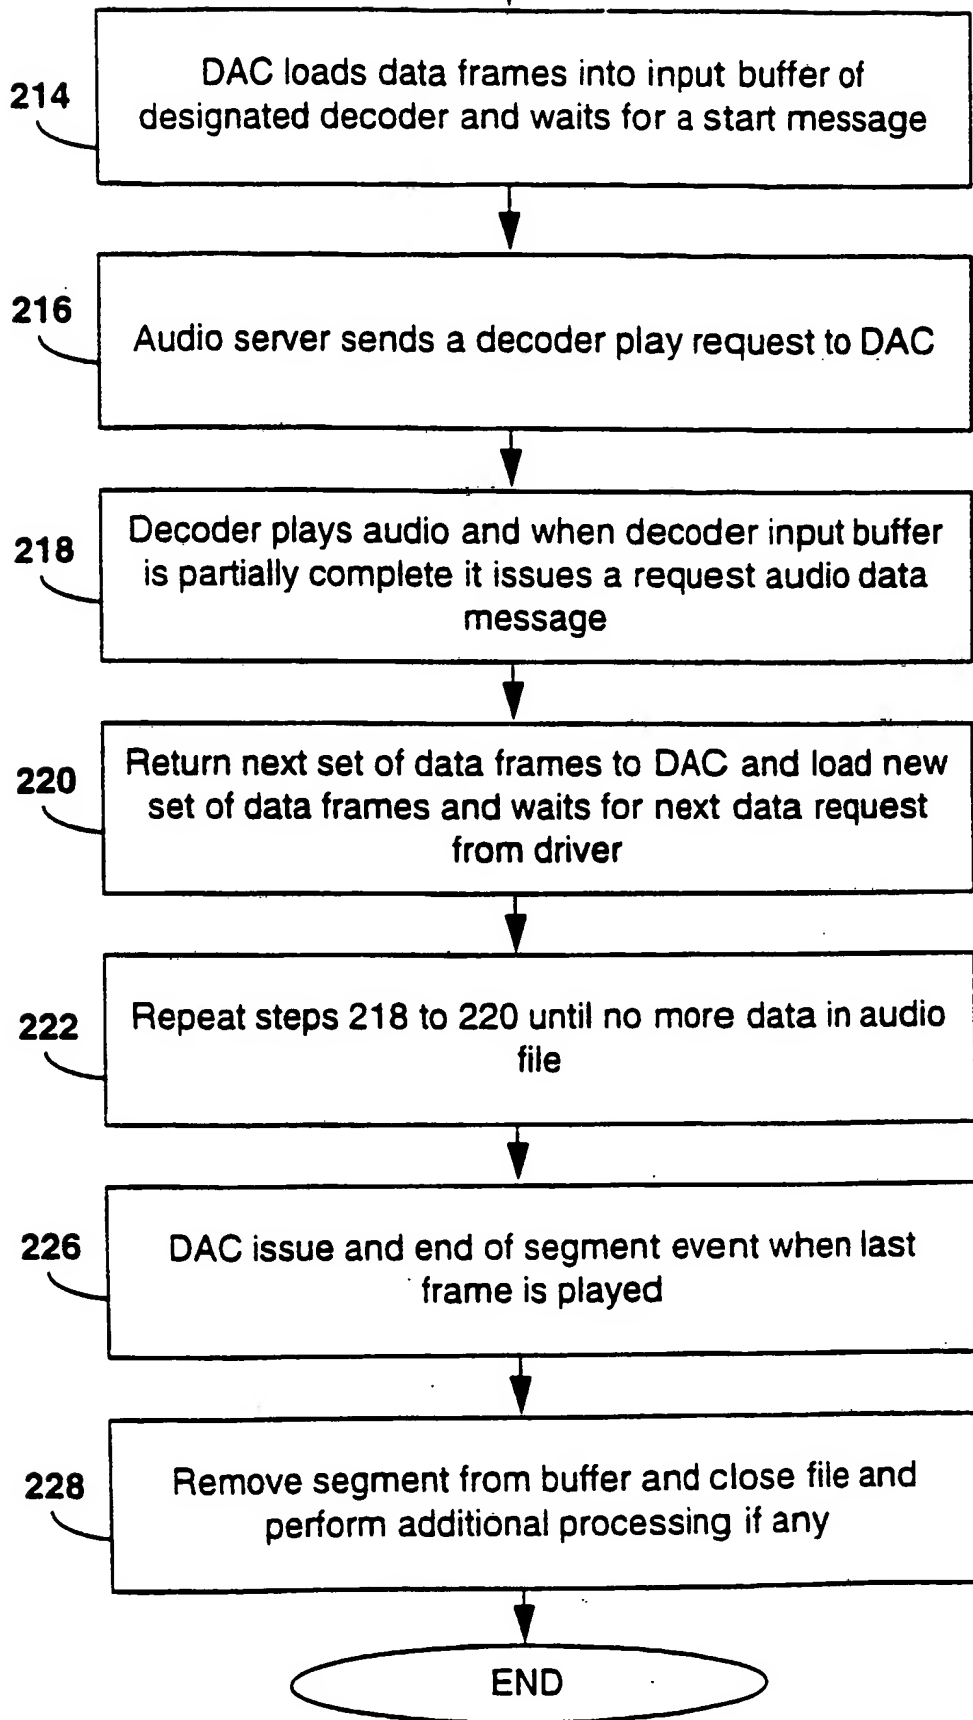 214
DAC loads data frames into input buffer of
designated decoder and waits for a start message
216
Audio server sends a decoder play request to DAC
218
Decoder plays audio and when decoder input buffer
is partially complete it issues a request audio data
message
220
Return next set of data frames to DAC and load new
set of data frames and waits for next data request
from driver
222
Repeat steps 218 to 220 until no more data in audio
file
226
DAC issue and end of segment event when last
frame is played
228
Remove segment from buffer and close file and
perform additional processing if any
END